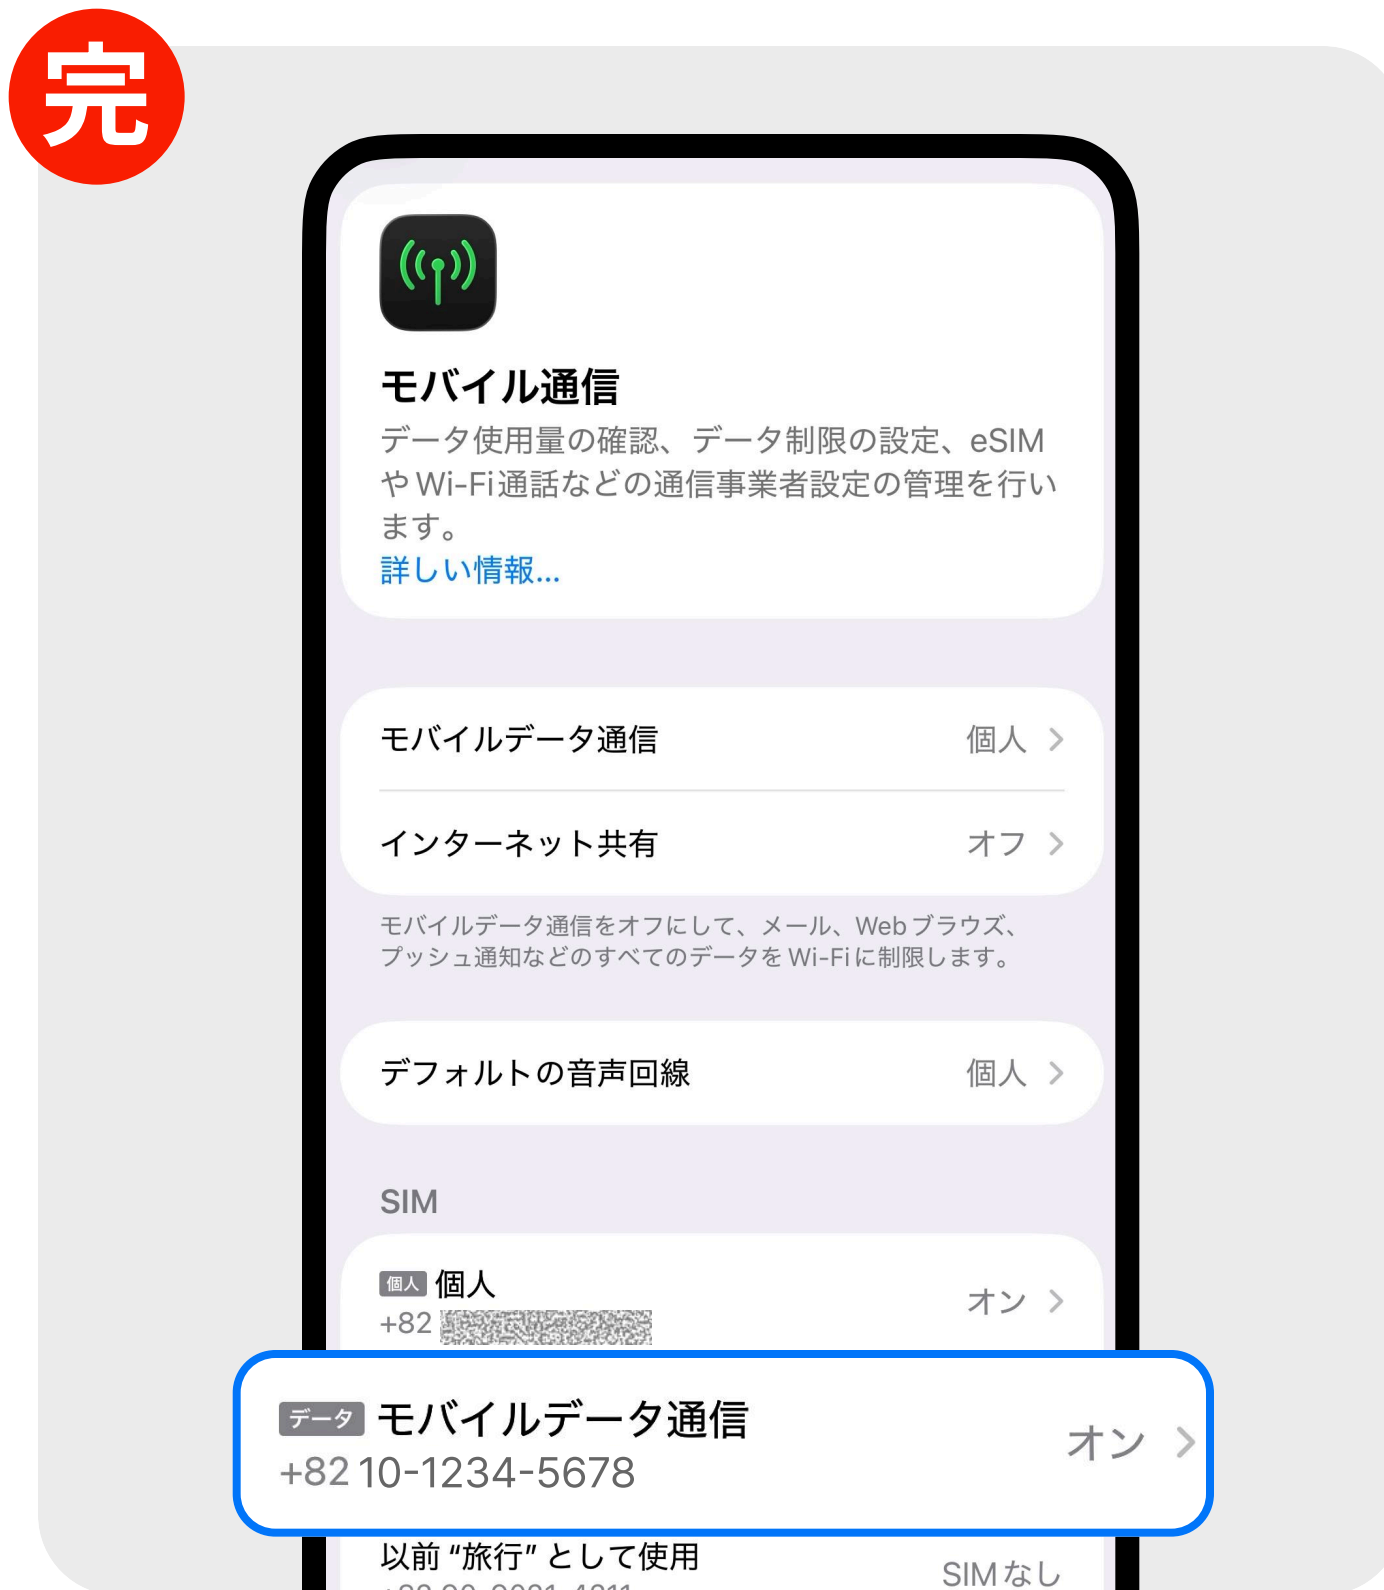 完
モバイル通信
データ使用量の確認、データ制限の設定、eSIM
やWi-Fi通話などの通信事業者設定の管理を行い
ます。
詳しい情報...
モバイルデータ通信 個人
インターネット共有 オフ
モバイルデータ通信をオフにして、メール、Webブラウズ、
プッシュ通知などのすべてのデータをWi-Fiに制限します。
デフォルトの音声回線 個人
SIM
個人 個人 オン
+82
データ モバイルデータ通信 オン
+82 10-1234-5678
以前 “旅行” として使用 SIMなし